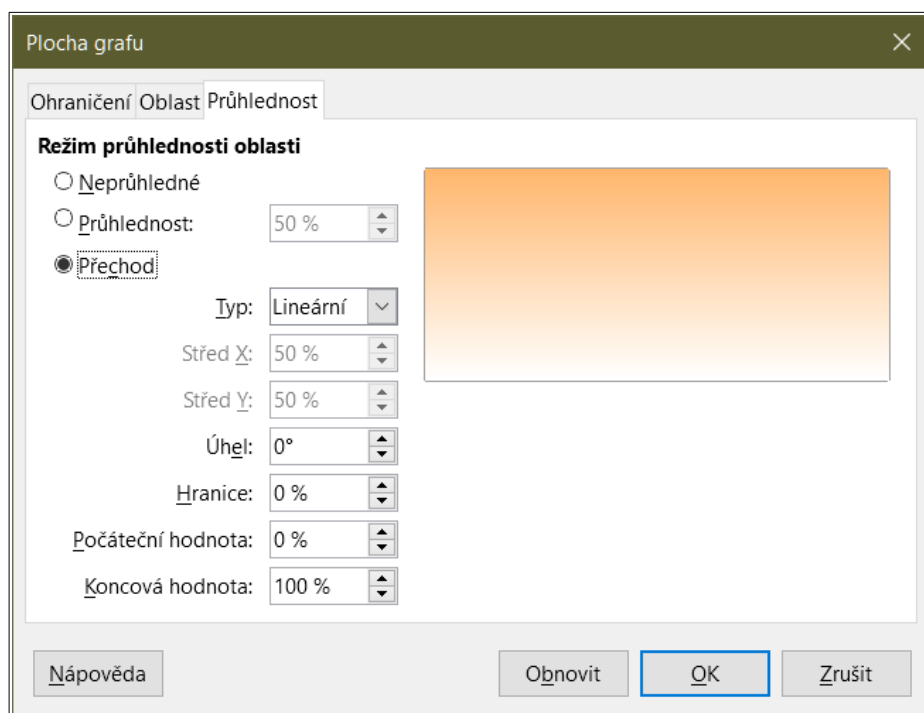 Plocha grafu
Ohraničení Oblast Průhlednost
Režim průhlednosti oblasti
Neprůhledné
Průhlednost: 50 %
Přechod
Typ: Lineární
Střed X: 50 %
Střed Y: 50 %
Úhel: 0°
Hranice: 0 %
Počáteční hodnota: 0 %
Koncová hodnota: 100 %
Nápověda Obnovit OK Zrušit